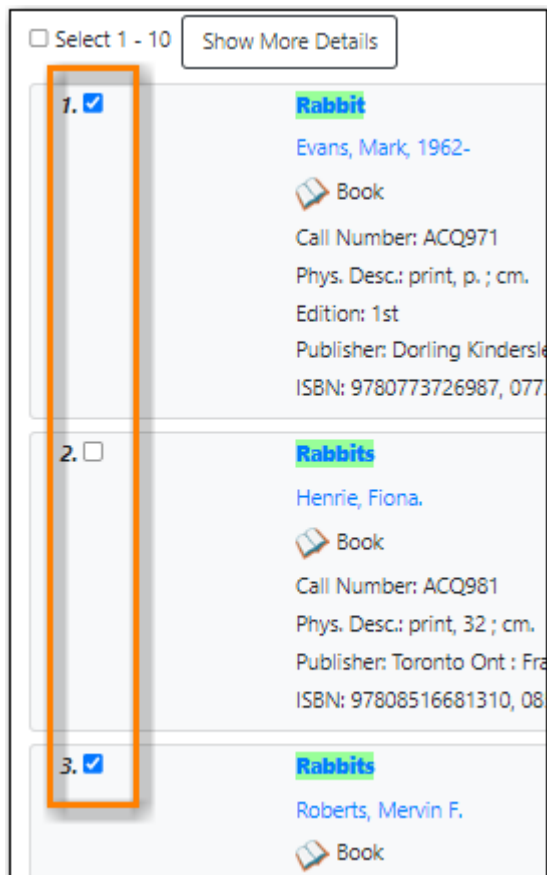 Select 1 - 10 Show More Details
1. Rabbit
Evans, Mark, 1962-
Book
Call Number: ACQ971
Phys. Desc.: print, p. ; cm.
Edition: 1st
Publisher: Dorling Kindersle
ISBN: 9780773726987, 077
2. Rabbits
Henrie, Fiona.
Book
Call Number: ACQ981
Phys. Desc.: print, 32 ; cm.
Publisher: Toronto Ont : Fra
ISBN: 97808516681310, 08
3. Rabbits
Roberts, Mervin F.
Book